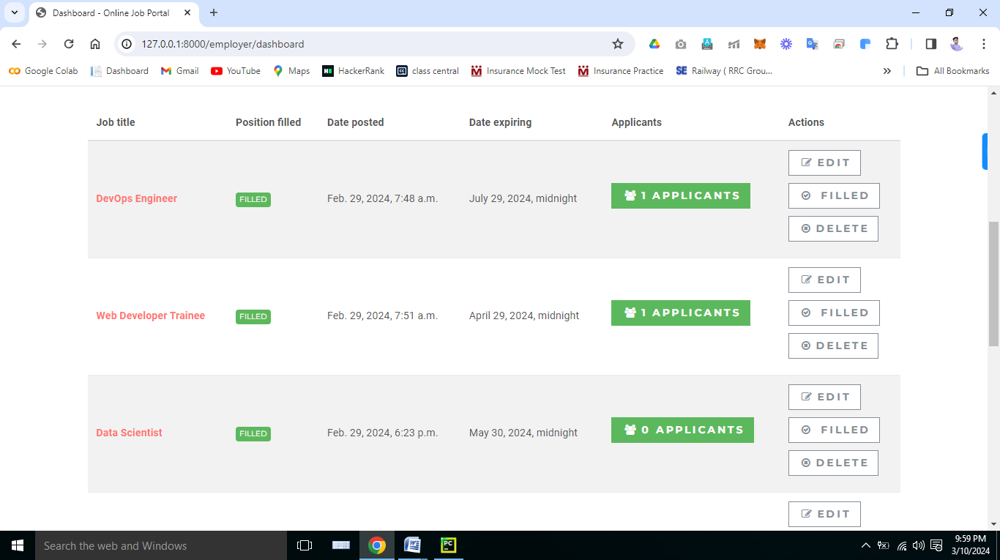 Dashboard - Online Job Portal
127.0.0.1:8000/employer/dashboard
Google Colab Dashboard Gmail YouTube Maps HackerRank class central Insurance Mock Test Insurance Practice Railway ( RRC Grou... All Bookmarks
Job title Position filled Date posted Date expiring Applicants Actions
EDIT
DevOps Engineer FILLED Feb. 29, 2024, 7:48 a.m. July 29, 2024, midnight 1 APPLICANTS FILLED
DELETE
EDIT
Web Developer Trainee FILLED Feb. 29, 2024, 7:51 a.m. April 29, 2024, midnight 1 APPLICANTS FILLED
DELETE
EDIT
Data Scientist FILLED Feb. 29, 2024, 6:23 p.m. May 30, 2024, midnight 0 APPLICANTS FILLED
DELETE
EDIT
Search the web and Windows
9:59 PM
3/10/2024